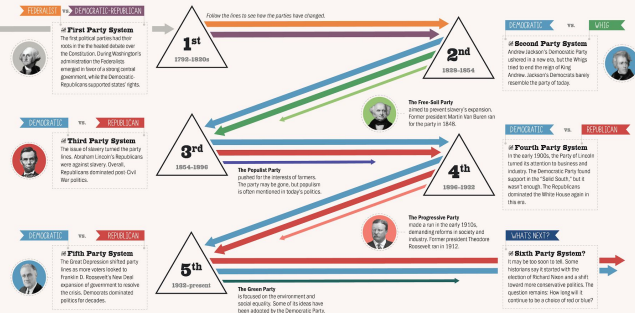 FEDERALIST vs. DEMOCRATIC-REPUBLICAN
First Party System
The first political parties had their
roots in the the heated debate over
the Constitution. During Washington's
administration the Federalists
emerged in favor of a strong central
government, while the Democratic-
Republicans supported states' rights.
Follow the lines to see how the parties have changed.
1st
1792-1820s
2nd
1828-1854
DEMOCRATIC vs. WHIG
Second Party System
Andrew Jackson's Democratic Party
ushered in a new era, but the Whigs
tried to end the reign of King
Andrew. Jackson's Democrats barely
resemble the party of today.
The Free-Soil Party
aimed to prevent slavery's expansion.
Former president Martin Van Buren ran
for the party in 1848.
DEMOCRATIC vs. REPUBLICAN
Third Party System
The issue of slavery turned the party
lines. Abraham Lincoln's Republicans
were against slavery. Overall,
Republicans dominated post-Civil
War politics.
3rd
1854-1896
The Populist Party
pushed for the interests of farmers.
The party may be gone, but populism
is often mentioned in today's politics.
4th
1896-1932
DEMOCRATIC vs. REPUBLICAN
Fourth Party System
In the early 1900s, the Party of Lincoln
turned its attention to business and
industry. The Democratic Party found
support in the "Solid South," but it
wasn't enough. The Republicans
dominated the White House again in
this era.
The Progressive Party
made a run in the early 1910s,
demanding reforms in society and
industry. Former president Theodore
Roosevelt ran in 1912.
DEMOCRATIC vs. REPUBLICAN
Fifth Party System
The Great Depression shifted party
lines as more voters looked to
Franklin D. Roosevelt's New Deal
expansion of government to resolve
the crisis. Democrats dominated
politics for decades.
5th
1932-present
The Green Party
is focused on the environment and
social equality. Some of its ideas have
been adopted by the Democratic Party.
WHAT'S NEXT?
Sixth Party System?
It may be too soon to tell. Some
historians say it started with the
election of Richard Nixon and a shift
toward more conservative politics. The
question remains: How long will it
continue to be a choice of red or blue?